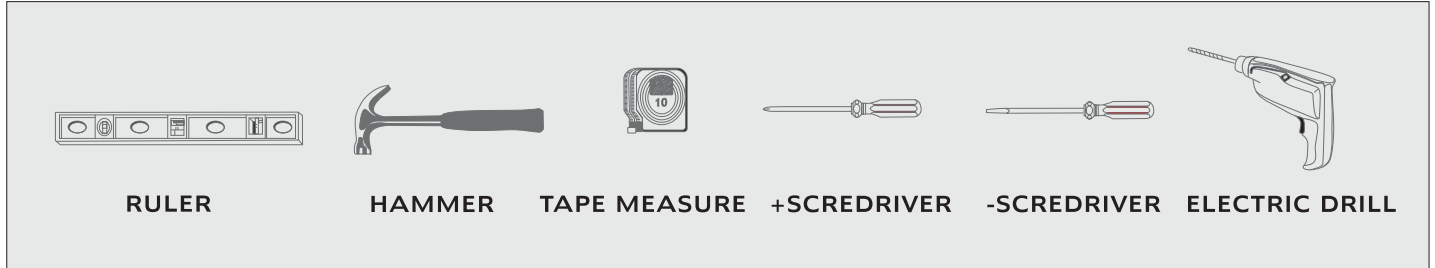 10
RULER HAMMER TAPE MEASURE +SCREDRIVER -SCREDRIVER ELECTRIC DRILL